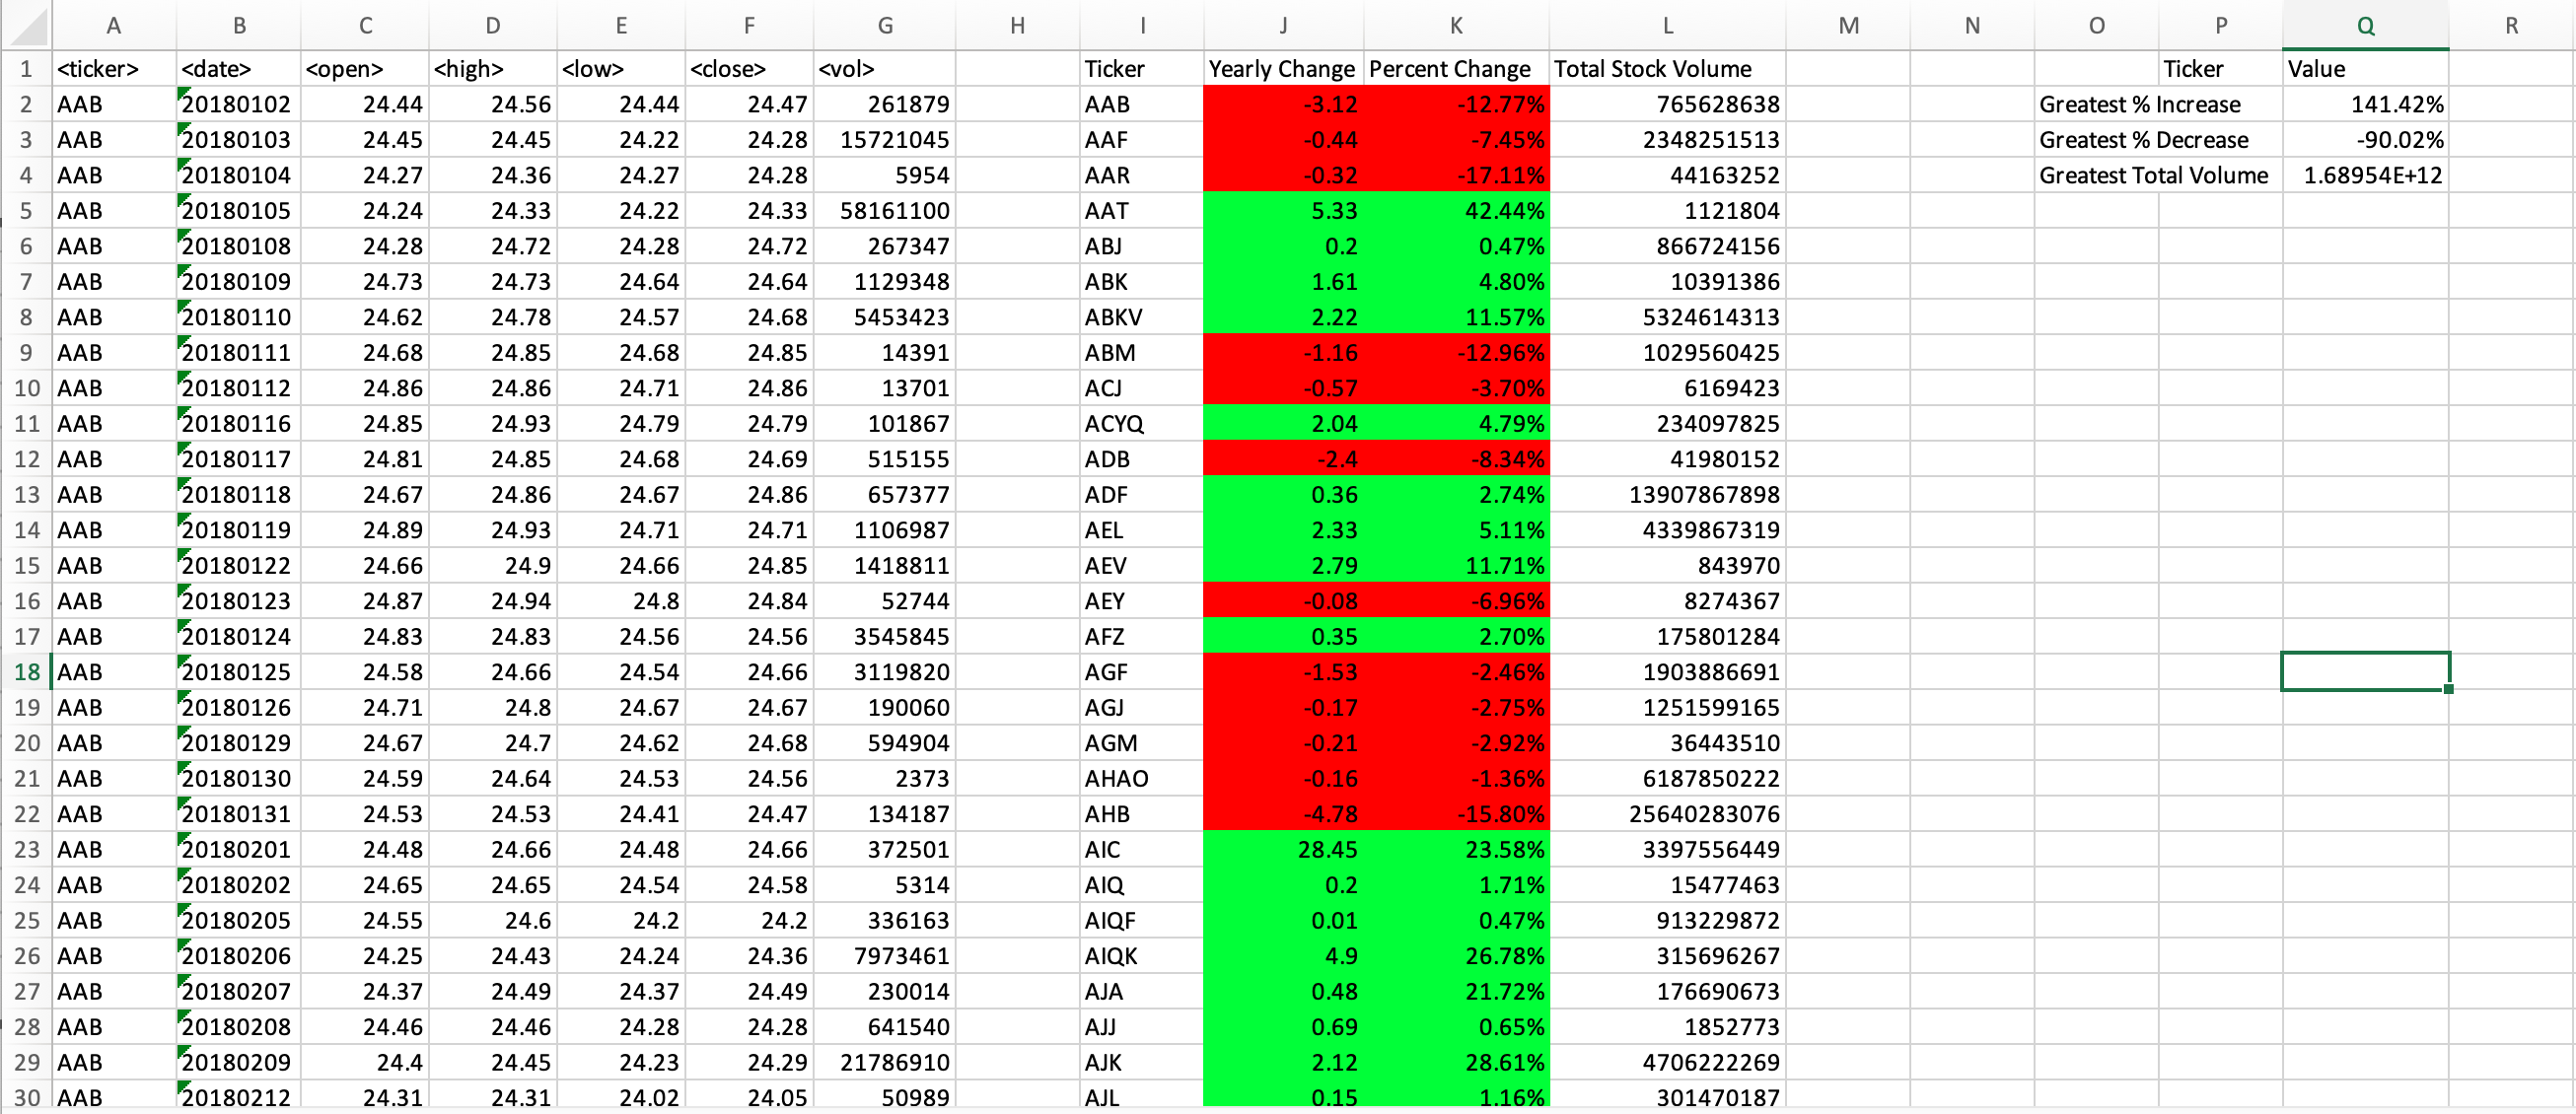 A B C D E F G H I J K L M N O P Q R
1 <ticker> <date> <open> <high> <low> <close> <vol> Ticker Yearly Change Percent Change Total Stock Volume Ticker Value
2 AAB 20180102 24.44 24.56 24.44 24.47 261879 AAB -3.12 -12.77% 765628638 Greatest % Increase 141.42%
3 AAB 20180103 24.45 24.45 24.22 24.28 15721045 AAF -0.44 -7.45% 2348251513 Greatest % Decrease -90.02%
4 AAB 20180104 24.27 24.36 24.27 24.28 5954 AAR -0.32 -17.11% 44163252 Greatest Total Volume 1.68954E+12
5 AAB 20180105 24.24 24.33 24.22 24.33 58161100 AAT 5.33 42.44% 1121804
6 AAB 20180108 24.28 24.72 24.28 24.72 267347 ABJ 0.2 0.47% 866724156
7 AAB 20180109 24.73 24.73 24.64 24.64 1129348 ABK 1.61 4.80% 10391386
8 AAB 20180110 24.62 24.78 24.57 24.68 5453423 ABKV 2.22 11.57% 5324614313
9 AAB 20180111 24.68 24.85 24.68 24.85 14391 ABM -1.16 -12.96% 1029560425
10 AAB 20180112 24.86 24.86 24.71 24.86 13701 ACJ -0.57 -3.70% 6169423
11 AAB 20180116 24.85 24.93 24.79 24.79 101867 ACYQ 2.04 4.79% 234097825
12 AAB 20180117 24.81 24.85 24.68 24.69 515155 ADB -2.4 -8.34% 41980152
13 AAB 20180118 24.67 24.86 24.67 24.86 657377 ADF 0.36 2.74% 13907867898
14 AAB 20180119 24.89 24.93 24.71 24.71 1106987 AEL 2.33 5.11% 4339867319
15 AAB 20180122 24.66 24.9 24.66 24.85 1418811 AEV 2.79 11.71% 843970
16 AAB 20180123 24.87 24.94 24.8 24.84 52744 AEY -0.08 -6.96% 8274367
17 AAB 20180124 24.83 24.83 24.56 24.56 3545845 AFZ 0.35 2.70% 175801284
18 AAB 20180125 24.58 24.66 24.54 24.66 3119820 AGF -1.53 -2.46% 1903886691
19 AAB 20180126 24.71 24.8 24.67 24.67 190060 AGJ -0.17 -2.75% 1251599165
20 AAB 20180129 24.67 24.7 24.62 24.68 594904 AGM -0.21 -2.92% 36443510
21 AAB 20180130 24.59 24.64 24.53 24.56 2373 AHAO -0.16 -1.36% 6187850222
22 AAB 20180131 24.53 24.53 24.41 24.47 134187 AHB -4.78 -15.80% 25640283076
23 AAB 20180201 24.48 24.66 24.48 24.66 372501 AIC 28.45 23.58% 3397556449
24 AAB 20180202 24.65 24.65 24.54 24.58 5314 AIQ 0.2 1.71% 15477463
25 AAB 20180205 24.55 24.6 24.2 24.2 336163 AIQF 0.01 0.47% 913229872
26 AAB 20180206 24.25 24.43 24.24 24.36 7973461 AIQK 4.9 26.78% 315696267
27 AAB 20180207 24.37 24.49 24.37 24.49 230014 AJA 0.48 21.72% 176690673
28 AAB 20180208 24.46 24.46 24.28 24.28 641540 AJJ 0.69 0.65% 1852773
29 AAB 20180209 24.4 24.45 24.23 24.29 21786910 AJK 2.12 28.61% 4706222269
30 AAB 20180212 24.31 24.31 24.02 24.05 50989 AJL 0.15 1.16% 301470187